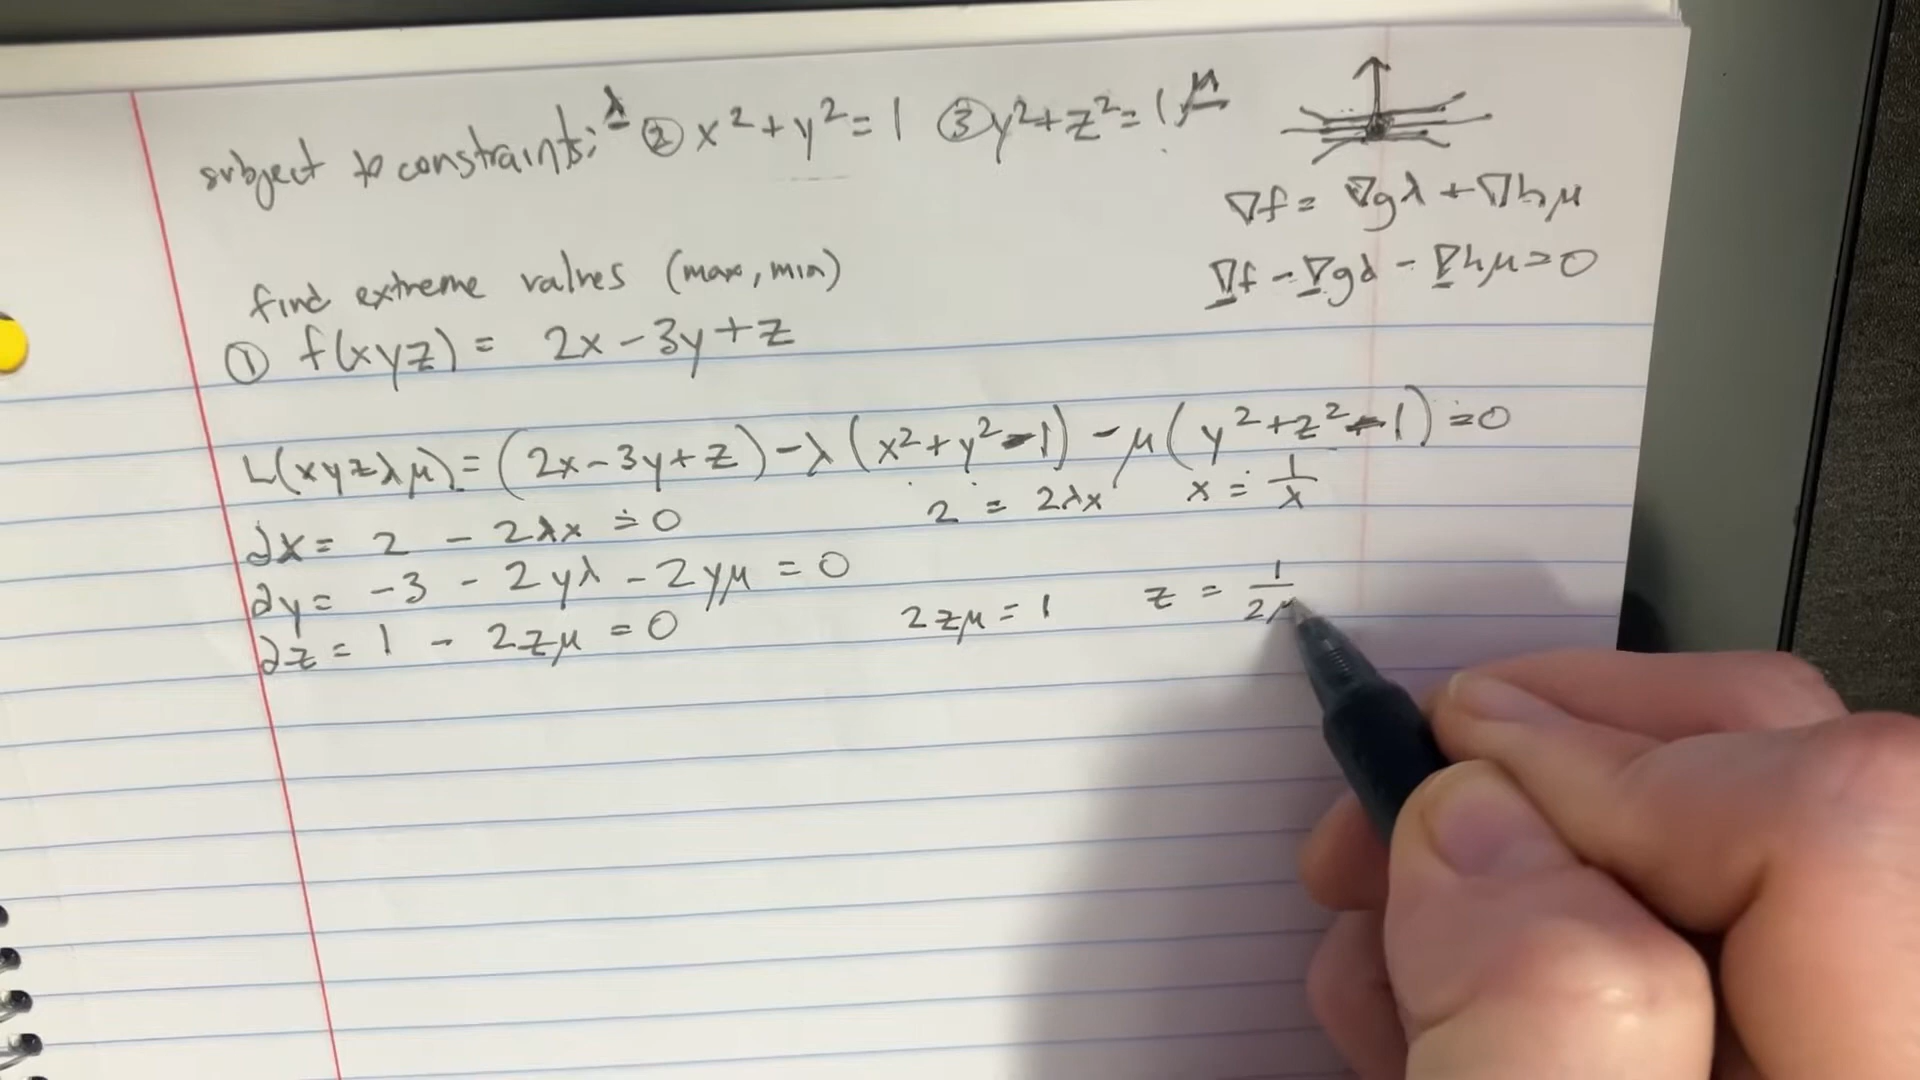 subject to constraints: λ ② x² + y² = 1 ③ y² + z² = 1, μ
∇f = ∇gλ + ∇hμ
∇f - ∇gλ - ∇hμ = 0
find extreme values (max, min)
① f(xyz) = 2x - 3y + z
L(xyzλμ) = (2x - 3y + z) - λ(x² + y² - 1) - μ(y² + z² - 1) = 0
∂x = 2 - 2λx = 0 2 = 2λx x = 1/λ
∂y = -3 - 2yλ - 2yμ = 0
∂z = 1 - 2zμ = 0 2zμ = 1 z = 1/2μ